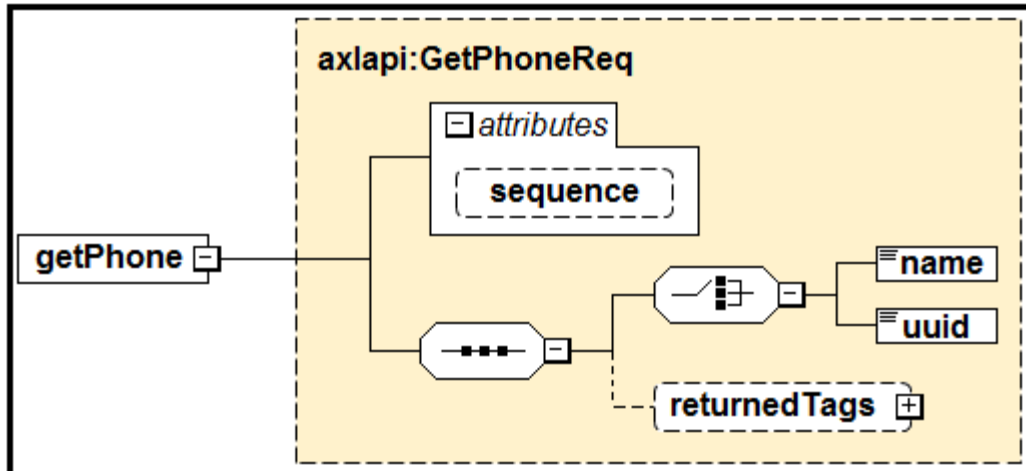 axlapi:GetPhoneReq
attributes
sequence
getPhone
name
uuid
returnedTags